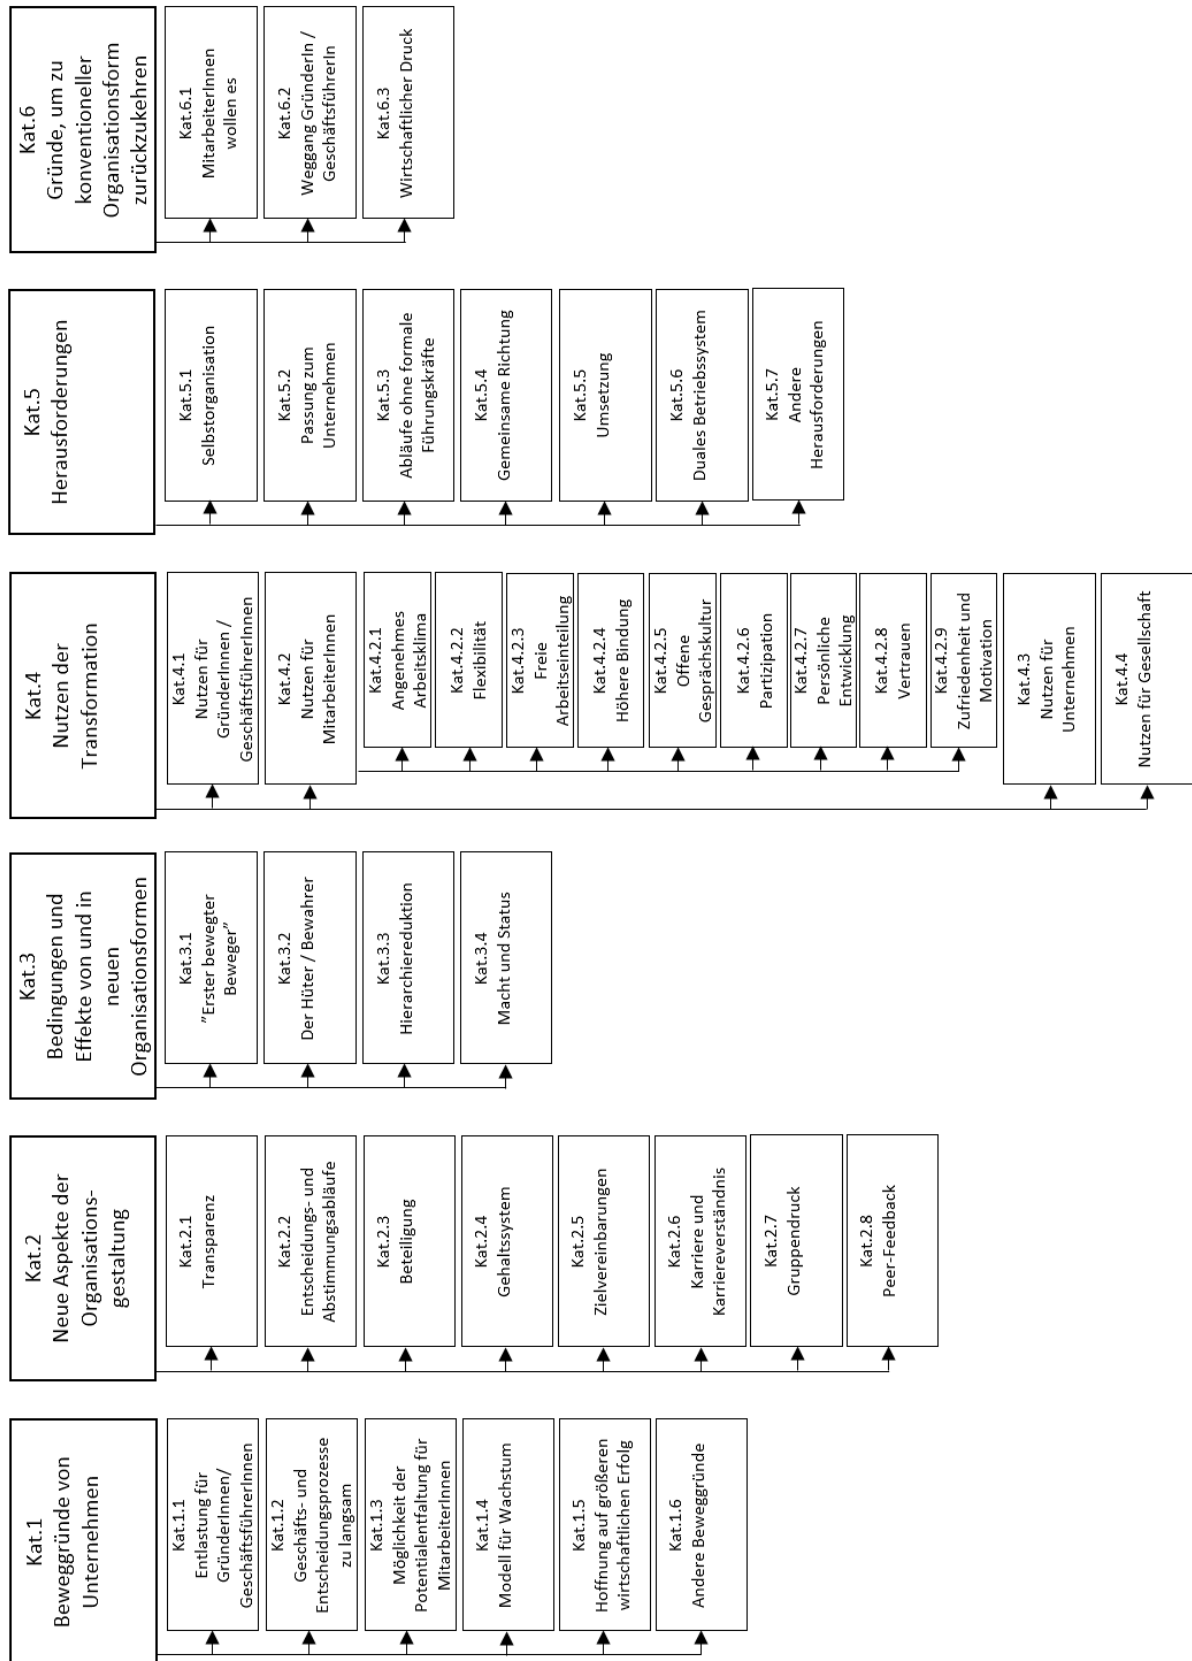 Kat.1
Beweggründe von
Unternehmen
Kat.1.1
Entlastung für
GründerInnen/
GeschäftsführerInnen
Kat.1.2
Geschäfts- und
Entscheidungsprozesse
zu langsam
Kat.1.3
Möglichkeit der
Potentialentfaltung für
MitarbeiterInnen
Kat.1.4
Modell für Wachstum
Kat.1.5
Hoffnung auf größeren
wirtschaftlichen Erfolg
Kat.1.6
Andere Beweggründe
Kat.2
Neue Aspekte der
Organisations-
gestaltung
Kat.2.1
Transparenz
Kat.2.2
Entscheidungs- und
Abstimmungsabläufe
Kat.2.3
Beteiligung
Kat.2.4
Gehaltssystem
Kat.2.5
Zielvereinbarungen
Kat.2.6
Karriere und
Karriereverständnis
Kat.2.7
Gruppendruck
Kat.2.8
Peer-Feedback
Kat.3
Bedingungen und
Effekte von und in
neuen
Organisationsformen
Kat.3.1
”Erster bewegter
Beweger”
Kat.3.2
Der Hüter / Bewahrer
Kat.3.3
Hierarchiereduktion
Kat.3.4
Macht und Status
Kat.4
Nutzen der
Transformation
Kat.4.1
Nutzen für
GründerInnen /
GeschäftsführerInnen
Kat.4.2
Nutzen für
MitarbeiterInnen
Kat.4.2.1
Angenehmes
Arbeitsklima
Kat.4.2.2
Flexibilität
Kat.4.2.3
Freie
Arbeitseinteilung
Kat.4.2.4
Höhere Bindung
Kat.4.2.5
Offene
Gesprächskultur
Kat.4.2.6
Partizipation
Kat.4.2.7
Persönliche
Entwicklung
Kat.4.2.8
Vertrauen
Kat.4.2.9
Zufriedenheit und
Motivation
Kat.4.3
Nutzen für
Unternehmen
Kat.4.4
Nutzen für Gesellschaft
Kat.5
Herausforderungen
Kat.5.1
Selbstorganisation
Kat.5.2
Passung zum
Unternehmen
Kat.5.3
Abläufe ohne formale
Führungskräfte
Kat.5.4
Gemeinsame Richtung
Kat.5.5
Umsetzung
Kat.5.6
Duales Betriebssystem
Kat.5.7
Andere
Herausforderungen
Kat.6
Gründe, um zu
konventioneller
Organisationsform
zurückzukehren
Kat.6.1
MitarbeiterInnen
wollen es
Kat.6.2
Weggang GründerIn /
GeschäftsführerIn
Kat.6.3
Wirtschaftlicher Druck